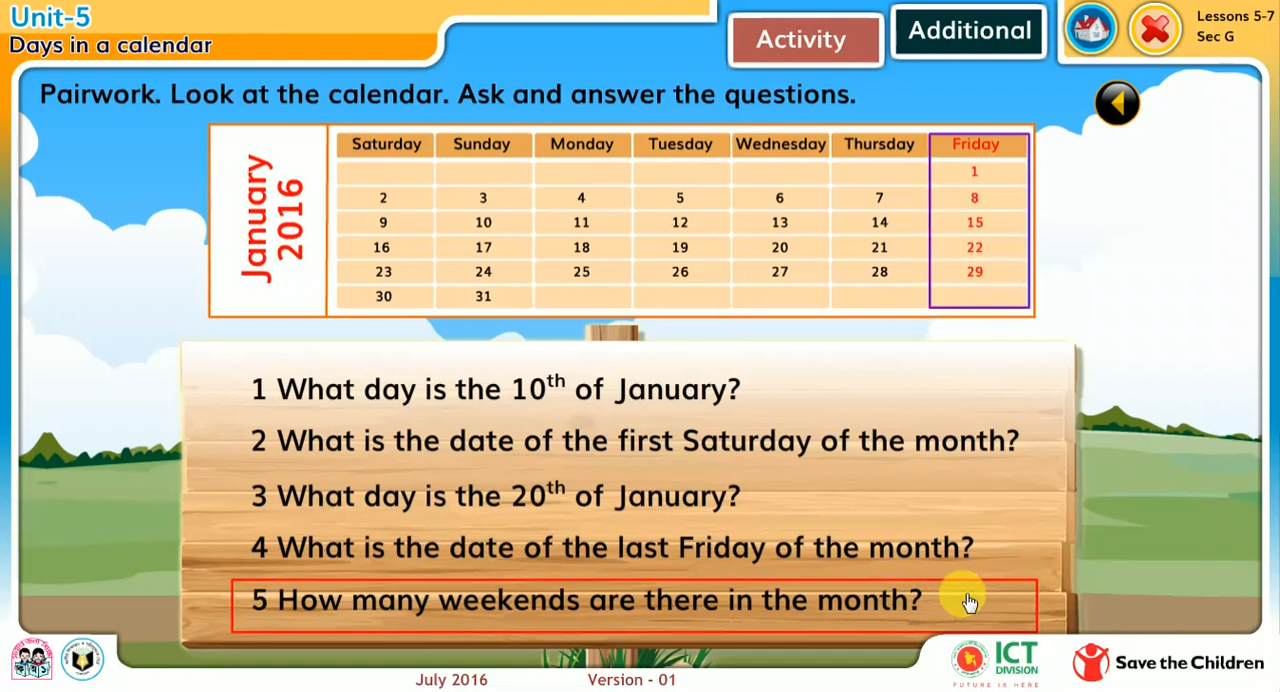 Unit-5
Days in a calendar
Activity
Additional
Lessons 5-7
Sec G
Pairwork. Look at the calendar. Ask and answer the questions.
January
2016
Saturday Sunday Monday Tuesday Wednesday Thursday Friday
1
2 3 4 5 6 7 8
9 10 11 12 13 14 15
16 17 18 19 20 21 22
23 24 25 26 27 28 29
30 31
1 What day is the 10th of January?
2 What is the date of the first Saturday of the month?
3 What day is the 20th of January?
4 What is the date of the last Friday of the month?
5 How many weekends are there in the month?
ICT
DIVISION
FUTURE IS HERE
Save the Children
July 2016 Version - 01